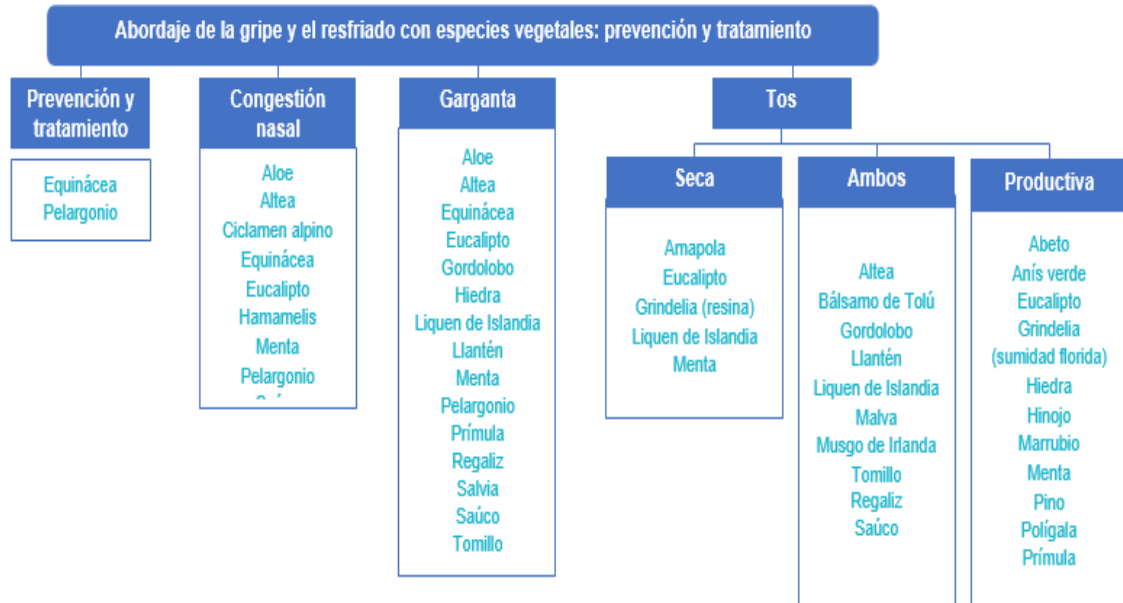 Abordaje de la gripe y el resfriado con especies vegetales: prevención y tratamiento
Prevención y
tratamiento
Equinácea
Pelargonio
Congestión
nasal
Aloe
Altea
Ciclamen alpino
Equinácea
Eucalipto
Hamamelis
Menta
Pelargonio
Garganta
Aloe
Altea
Equinácea
Eucalipto
Gordolobo
Hiedra
Liquen de Islandia
Llantén
Menta
Pelargonio
Prímula
Regaliz
Salvia
Saúco
Tomillo
Tos
Seca
Amapola
Eucalipto
Grindelia (resina)
Liquen de Islandia
Menta
Ambos
Altea
Bálsamo de Tolú
Gordolobo
Llantén
Liquen de Islandia
Malva
Musgo de Irlanda
Tomillo
Regaliz
Saúco
Productiva
Abeto
Anís verde
Eucalipto
Grindelia
(sumidad florida)
Hiedra
Hinojo
Marrubio
Menta
Pino
Polígala
Prímula